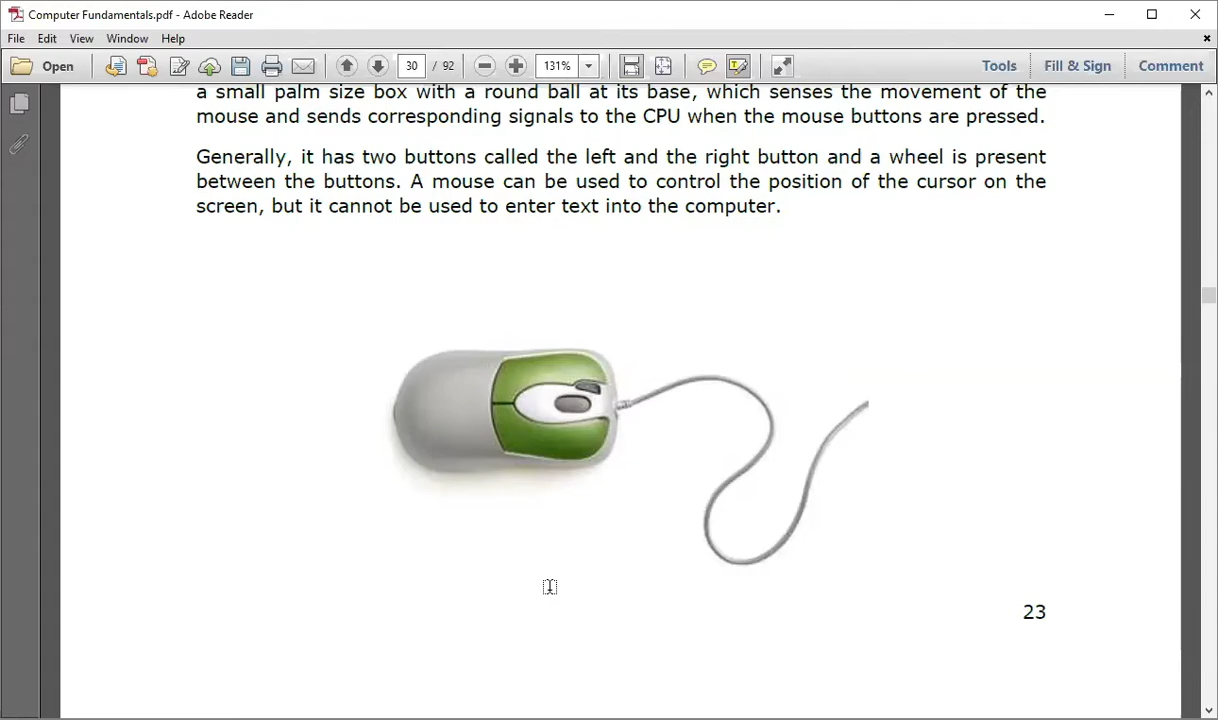 Computer Fundamentals.pdf - Adobe Reader
File Edit View Window Help
Open 30 / 92 131% Tools Fill & Sign Comment
a small palm size box with a round ball at its base, which senses the movement of the
mouse and sends corresponding signals to the CPU when the mouse buttons are pressed.
Generally, it has two buttons called the left and the right button and a wheel is present
between the buttons. A mouse can be used to control the position of the cursor on the
screen, but it cannot be used to enter text into the computer.
23